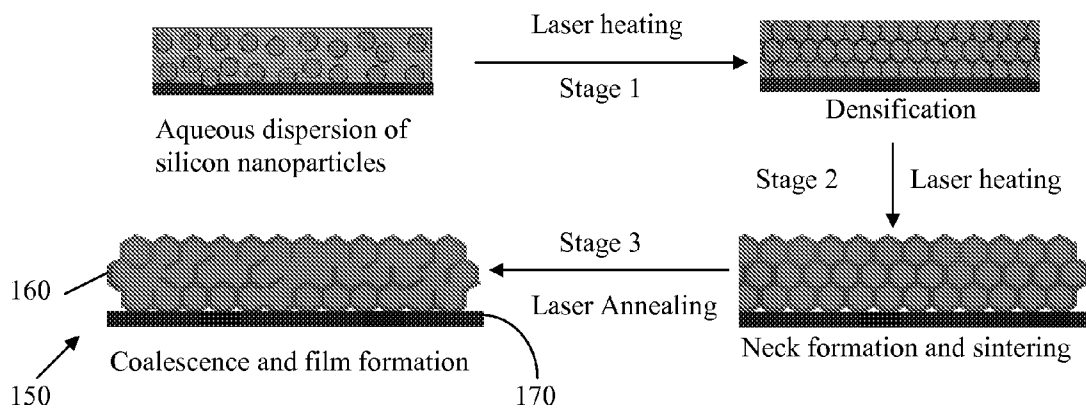 Laser heating
Stage 1
Aqueous dispersion of
silicon nanoparticles
Densification
Stage 2
Laser heating
Stage 3
Laser Annealing
Neck formation and sintering
160
Coalescence and film formation
150
170